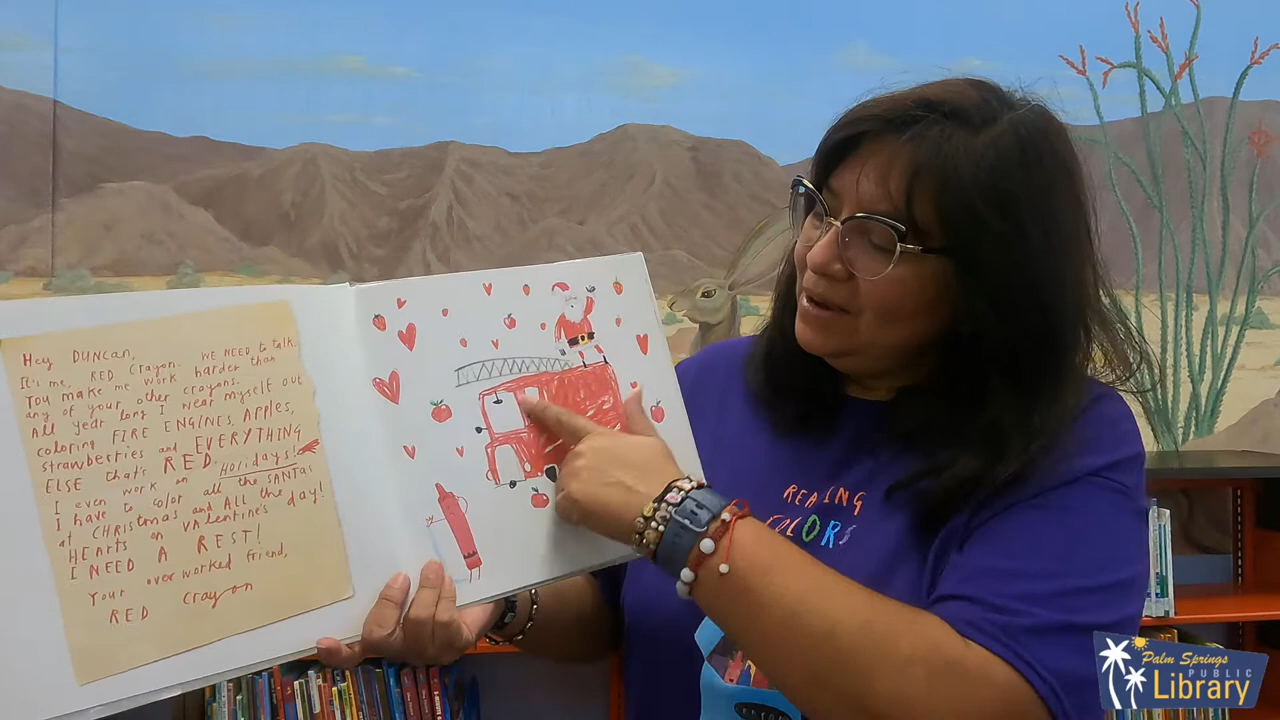 Hey DUNCAN,
It's me, RED Crayon. WE NEED to talk.
You make me work harder than
any of your other crayons.
All year long I wear myself out
coloring FIRE ENGINES, Apples,
strawberries and EVERYTHING
ELSE that's RED.
I even work on Holidays!
I have to color all the SANTAs
at CHristmas and ALL the
HEArts on VAlentine's day!
I NEED A REST!
Your overworked friend,
RED crayon
READING
COLORS
Palm Springs
PUBLIC
Library